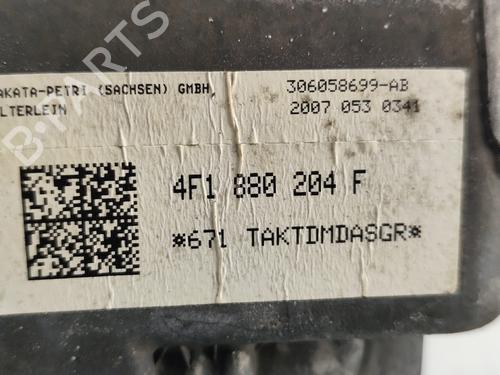 AKATA-PETRI (SACHSEN) GMBH,
LTERLEIN
306058699-AB
2007 053 0341
4F1 880 204 F
*671 TAKTDMDASGR*
B-PARTS